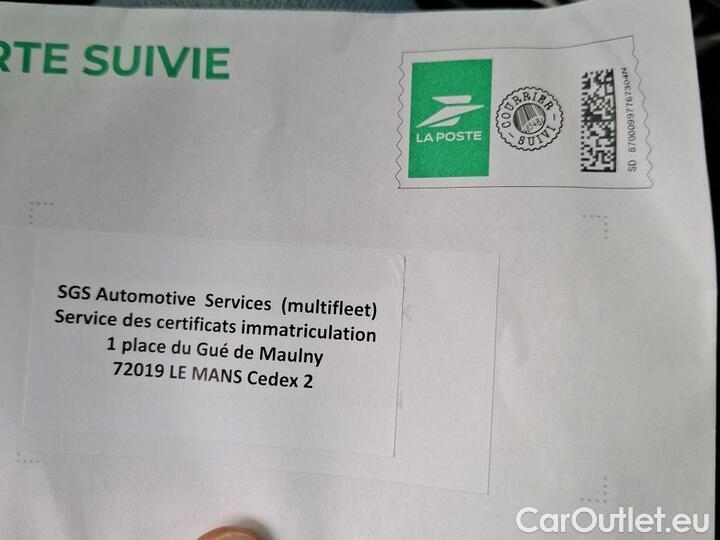 RTE SUIVIE
LA POSTE
COURRIER
SUIVI
SD : 87000997767304N
SGS Automotive Services (multifleet)
Service des certificats immatriculation
1 place du Gué de Maulny
72019 LE MANS Cedex 2
CarOutlet.eu